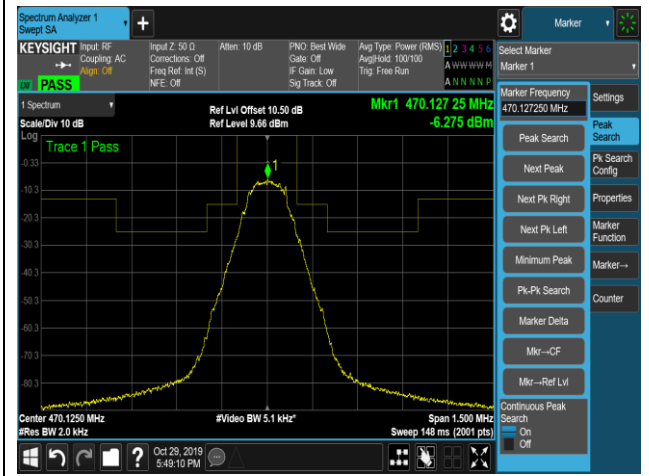 Spectrum Analyzer 1
Swept SA
+
Marker
KEYSIGHT
Input: RF
Coupling: AC
Align: Off
Input Z: 50 Ω
Corrections: Off
Freq Ref: Int (S)
NFE: Off
Atten: 10 dB
PNO: Best Wide
Gate: Off
IF Gain: Low
Sig Track: Off
Avg Type: Power (RMS)
Avg|Hold: 100/100
Trig: Free Run
1 2 3 4 5 6
A W W W W M
A N N N N P
PASS
Select Marker
Marker 1
1 Spectrum
Scale/Div 10 dB
Ref Lvl Offset 10.50 dB
Ref Level 9.66 dBm
Mkr1 470.127 25 MHz
-6.275 dBm
Log
Trace 1 Pass
1
-0.33
-10.3
-20.3
-30.3
-40.3
-70.3
-80.3
Center 470.1250 MHz
#Res BW 2.0 kHz
#Video BW 5.1 kHz*
Span 1.500 MHz
Sweep 148 ms (2001 pts)
Marker Frequency
470.127250 MHz
Peak Search
Next Peak
Next Pk Right
Next Pk Left
Minimum Peak
Pk-Pk Search
Marker Delta
Mkr→CF
Mkr→Ref Lvl
Continuous Peak
Search
On
Off
Settings
Peak
Search
Pk Search
Config
Properties
Marker
Function
Marker→
Counter
?
Oct 29, 2019
5:49:10 PM